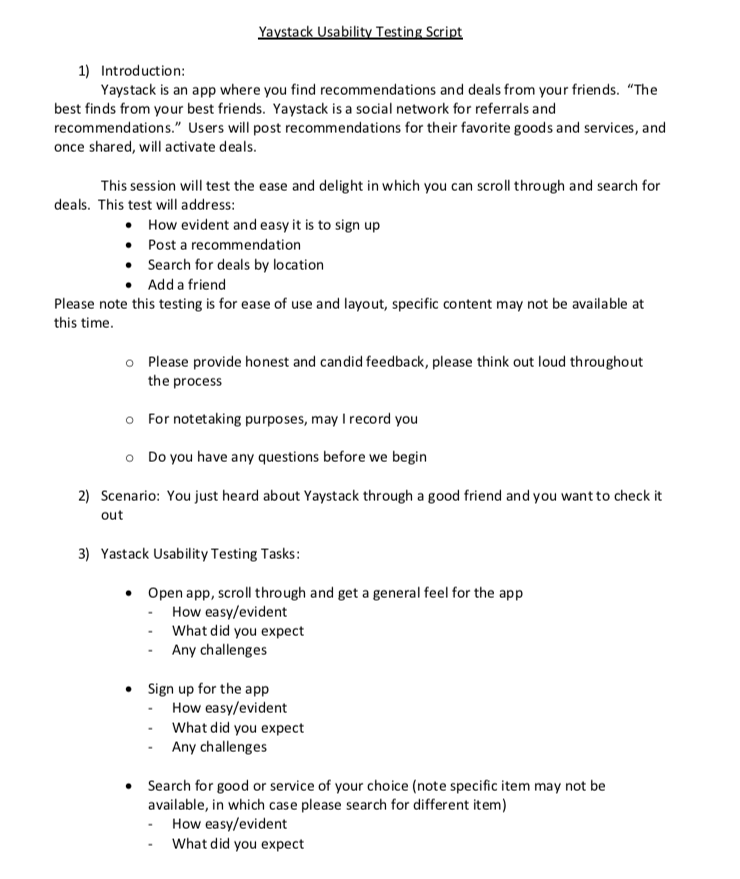 Yaystack Usability Testing Script
1) Introduction:
Yaystack is an app where you find recommendations and deals from your friends. “The
best finds from your best friends. Yaystack is a social network for referrals and
recommendations.” Users will post recommendations for their favorite goods and services, and
once shared, will activate deals.
This session will test the ease and delight in which you can scroll through and search for
deals. This test will address:
• How evident and easy it is to sign up
• Post a recommendation
• Search for deals by location
• Add a friend
Please note this testing is for ease of use and layout, specific content may not be available at
this time.
o Please provide honest and candid feedback, please think out loud throughout
the process
o For notetaking purposes, may I record you
o Do you have any questions before we begin
2) Scenario: You just heard about Yaystack through a good friend and you want to check it
out
3) Yastack Usability Testing Tasks:
• Open app, scroll through and get a general feel for the app
- How easy/evident
- What did you expect
- Any challenges
• Sign up for the app
- How easy/evident
- What did you expect
- Any challenges
• Search for good or service of your choice (note specific item may not be
available, in which case please search for different item)
- How easy/evident
- What did you expect